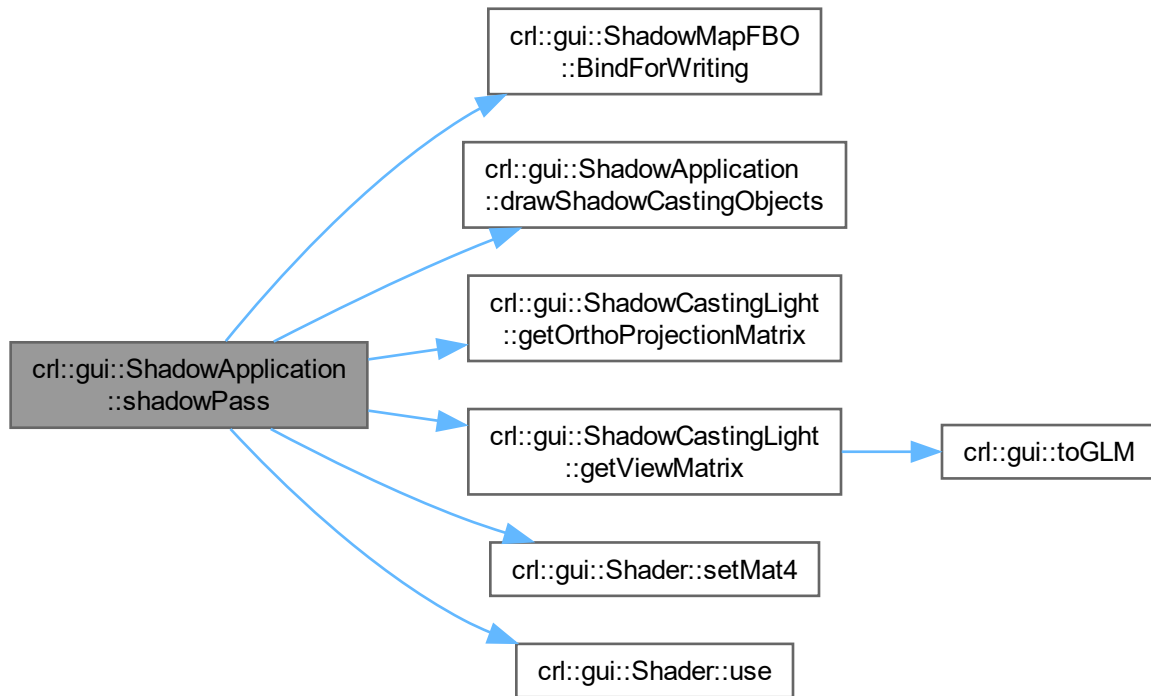 crl::gui::ShadowMapFBO
::BindForWriting
crl::gui::ShadowApplication
::drawShadowCastingObjects
crl::gui::ShadowCastingLight
::getOrthoProjectionMatrix
crl::gui::ShadowApplication
::shadowPass
crl::gui::ShadowCastingLight
::getViewMatrix
crl::gui::toGLM
crl::gui::Shader::setMat4
crl::gui::Shader::use